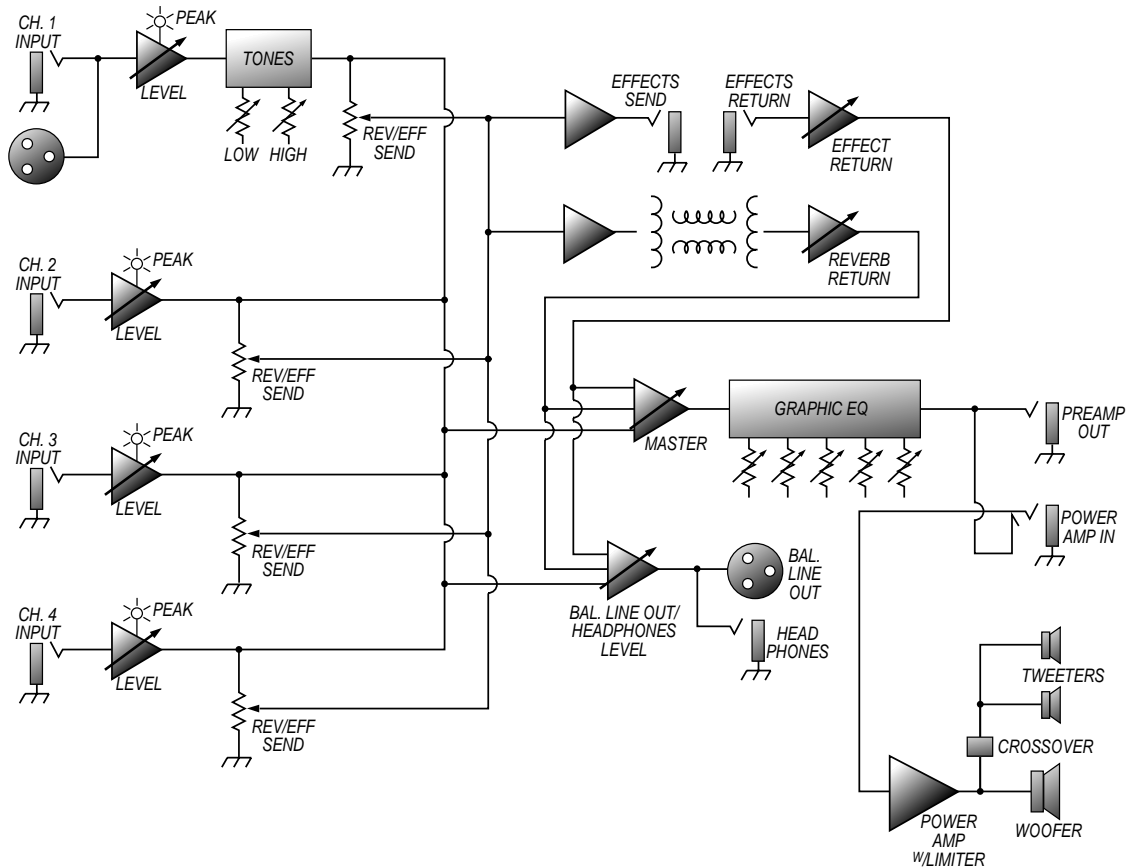 CH. 1
INPUT
PEAK
LEVEL
TONES
LOW
HIGH
REV/EFF
SEND
EFFECTS
SEND
EFFECTS
RETURN
EFFECT
RETURN
REVERB
RETURN
CH. 2
INPUT
PEAK
LEVEL
REV/EFF
SEND
MASTER
GRAPHIC EQ
PREAMP
OUT
CH. 3
INPUT
PEAK
LEVEL
REV/EFF
SEND
POWER
AMP IN
BAL. LINE OUT/
HEADPHONES
LEVEL
BAL.
LINE
OUT
HEAD
PHONES
CH. 4
INPUT
PEAK
LEVEL
REV/EFF
SEND
TWEETERS
CROSSOVER
POWER
AMP
W/LIMITER
WOOFER